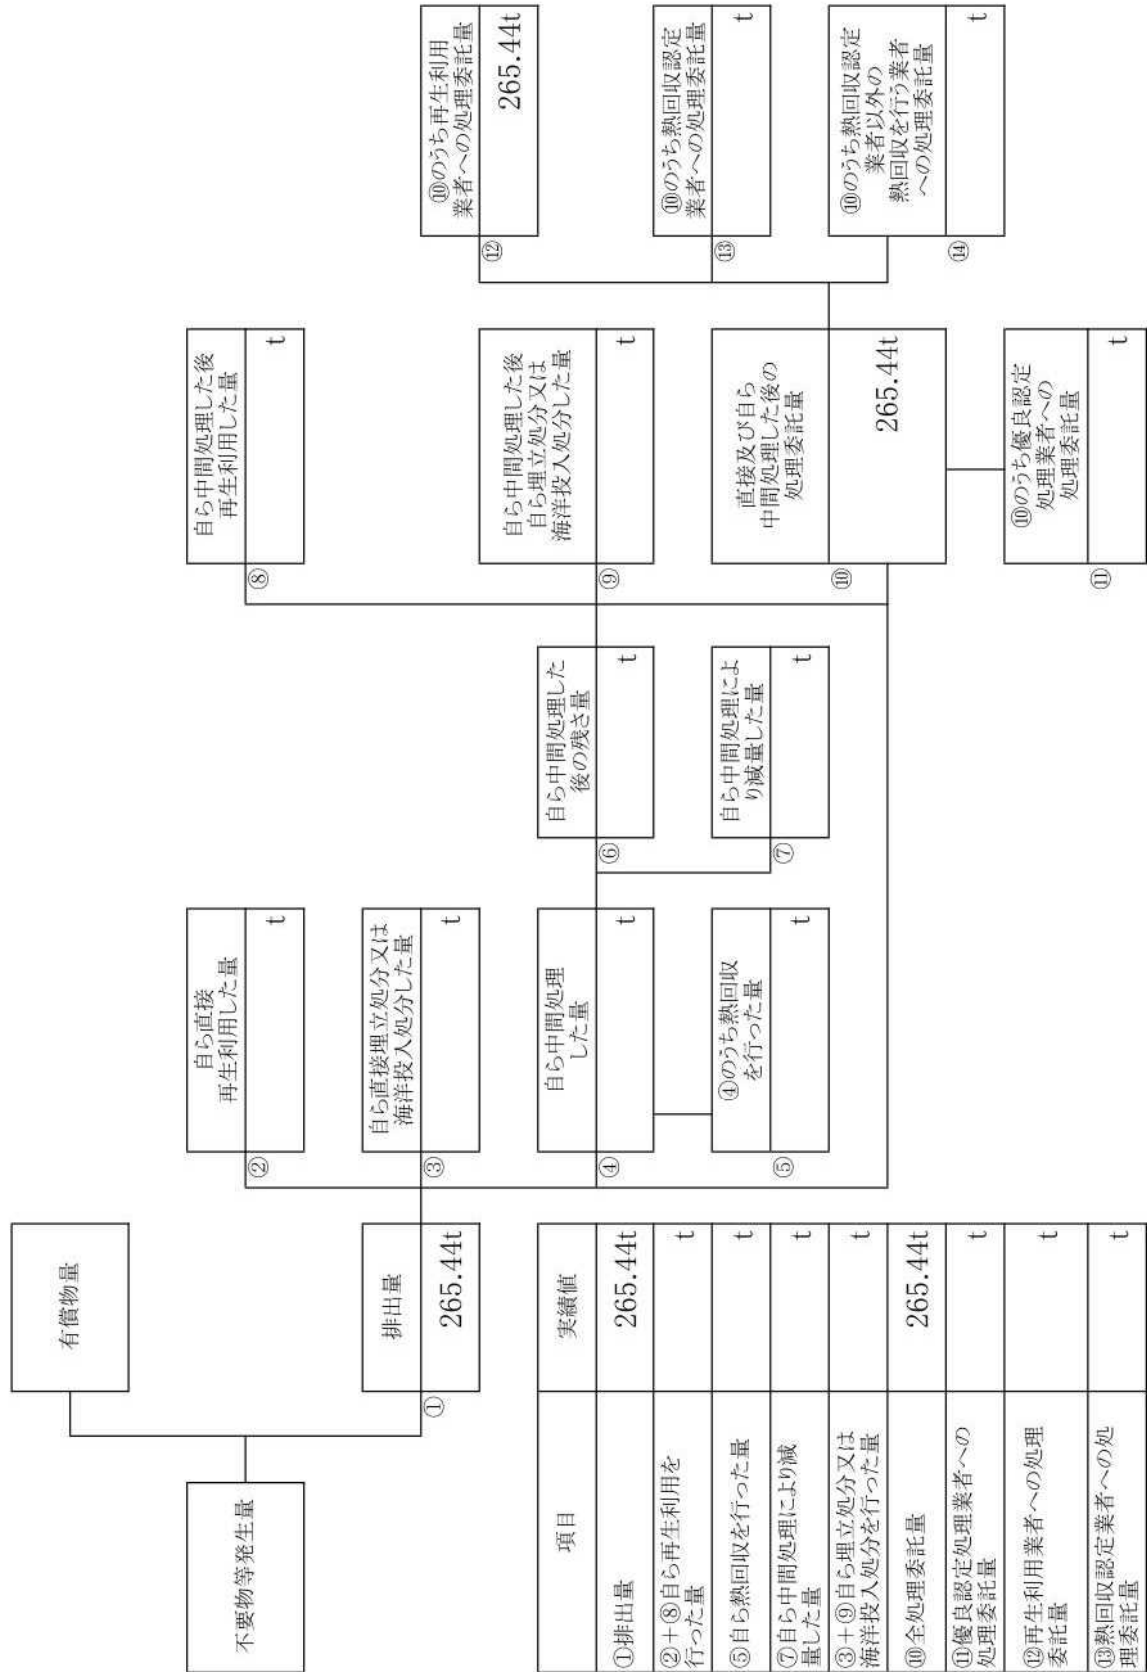 有償物量
不要物等発生量
排出量
①
265.44t
自ら直接
再生利用した量
②
t
自ら直接埋立処分又は
海洋投入処分した量
③
t
自ら中間処理
した量
④
t
④のうち熱回収
を行った量
⑤
t
自ら中間処理した
後の残さ量
⑥
t
自ら中間処理によ
り減量した量
⑦
t
自ら中間処理した後
再生利用した量
⑧
t
自ら中間処理した後
自ら埋立処分又は
海洋投入処分した量
⑨
t
直接及び自ら
中間処理した後の
処理委託量
⑩
265.44t
⑩のうち優良認定
処理業者への
処理委託量
⑪
t
⑩のうち再生利用
業者への処理委託量
⑫
265.44t
⑩のうち熱回収認定
業者への処理委託量
⑬
t
⑩のうち熱回収認定
業者以外の
熱回収を行う業者
への処理委託量
⑭
t
項目
実績値
①排出量
265.44t
②+⑧自ら再生利用を
行った量
t
⑤自ら熱回収を行った量
t
⑦自ら中間処理により減
量した量
t
③+⑨自ら埋立処分又は
海洋投入処分を行った量
t
⑩全処理委託量
265.44t
⑪優良認定処理業者への
処理委託量
t
⑫再生利用業者への処理
委託量
t
⑬熱回収認定業者への処
理委託量
t